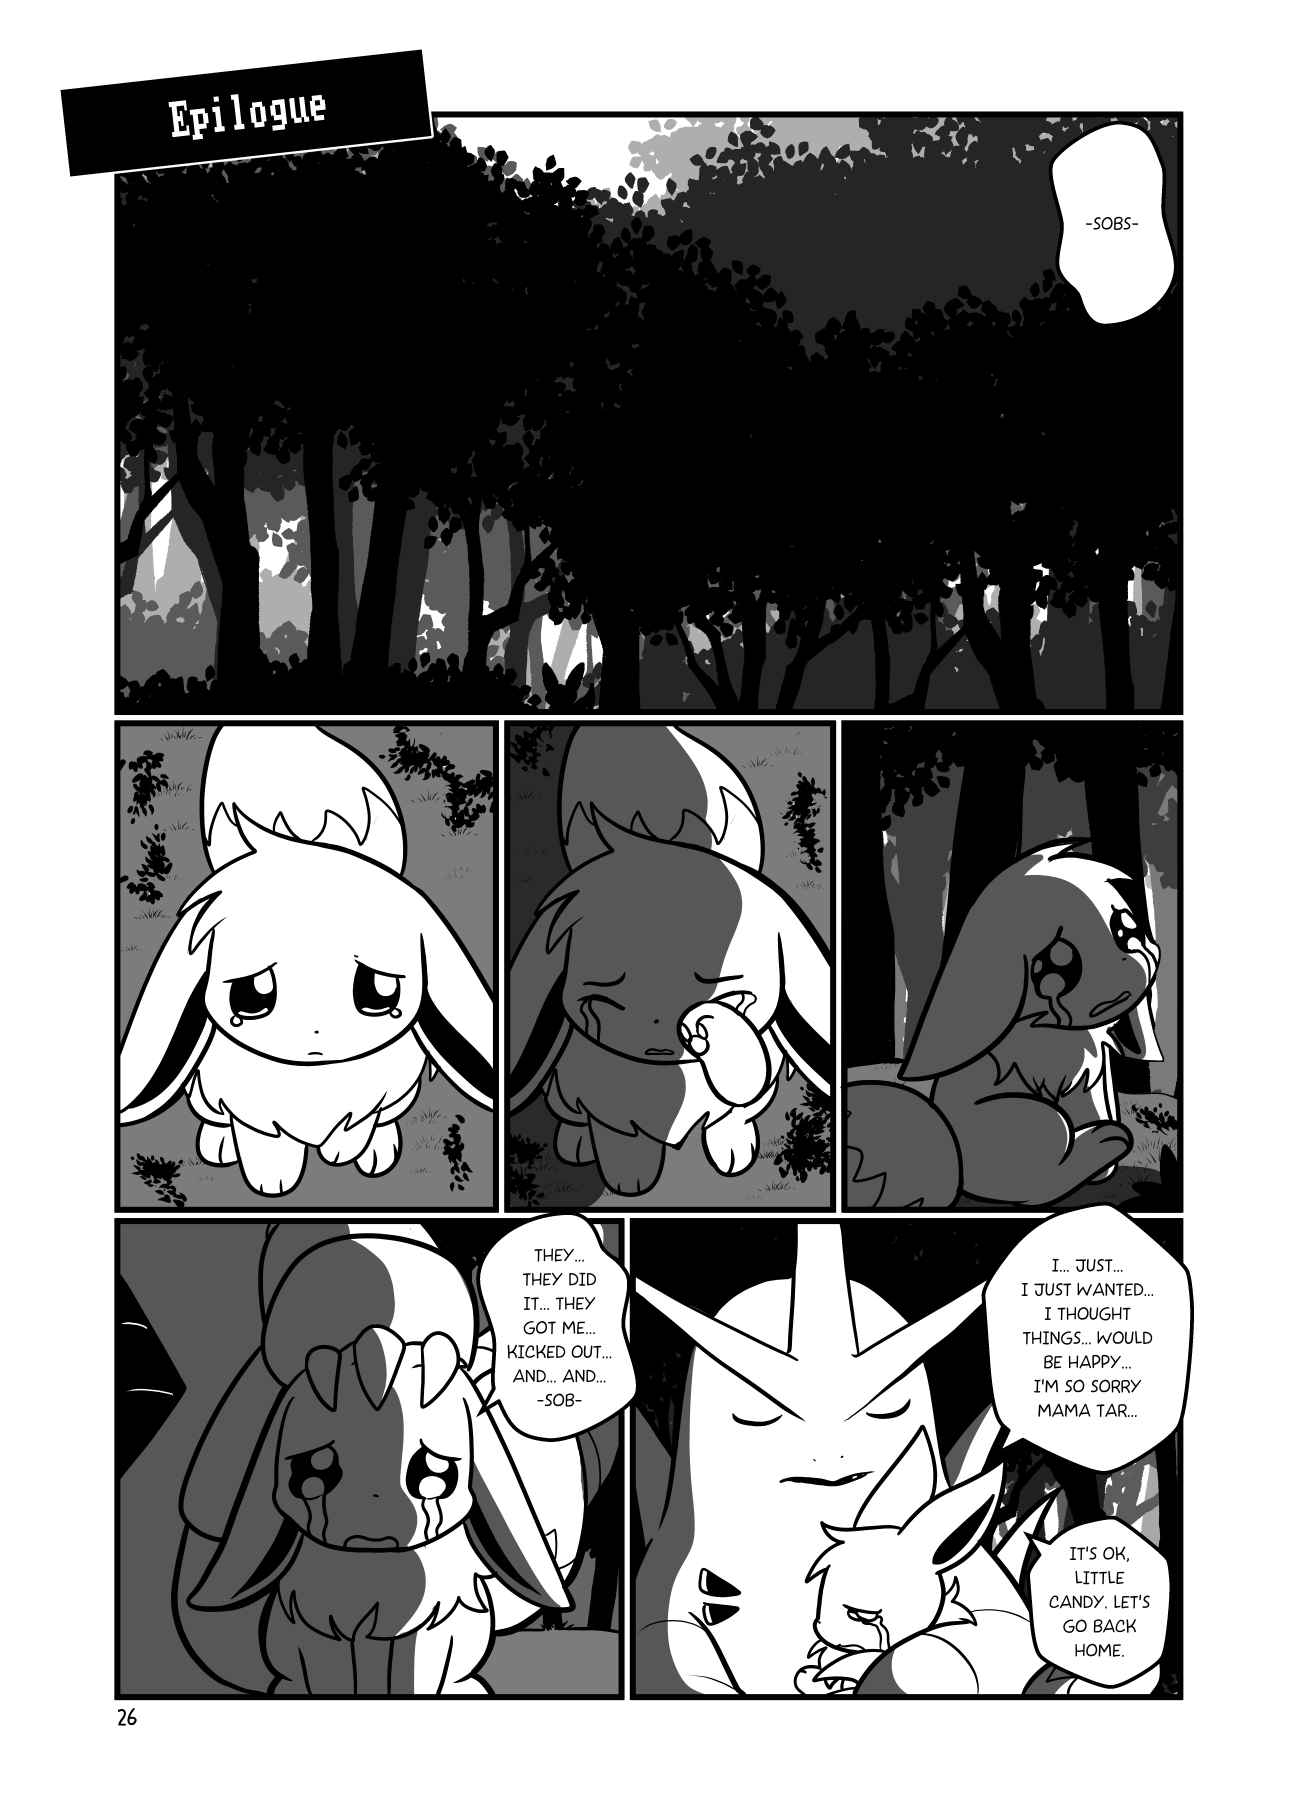 Epilogue
-SOBS-
THEY...
THEY DID
IT... THEY
GOT ME...
KICKED OUT...
AND... AND...
-SOB-
I... JUST...
I JUST WANTED...
I THOUGHT
THINGS... WOULD
BE HAPPY...
I'M SO SORRY
MAMA TAR...
IT'S OK,
LITTLE
CANDY. LET'S
GO BACK
HOME.
26